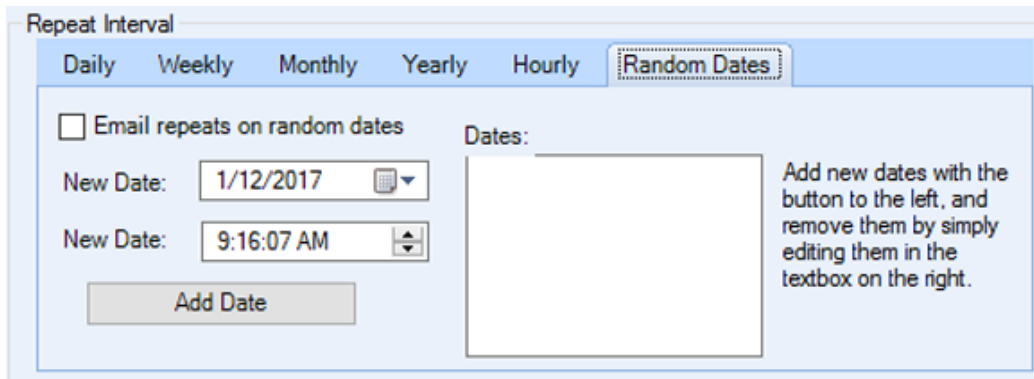 Repeat Interval
Daily Weekly Monthly Yearly Hourly Random Dates
Email repeats on random dates
New Date: 1/12/2017
New Date: 9:16:07 AM
Add Date
Dates:
Add new dates with the
button to the left, and
remove them by simply
editing them in the
textbox on the right.